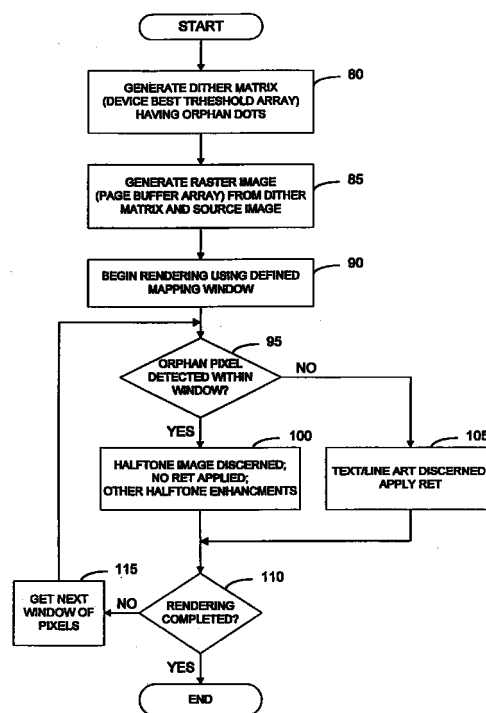 START
80
GENERATE DITHER MATRIX
(DEVICE BEST TRHESHOLD ARRAY)
HAVING ORPHAN DOTS
85
GENERATE RASTER IMAGE
(PAGE BUFFER ARRAY) FROM DITHER
MATRIX AND SOURCE IMAGE
90
BEGIN RENDERING USING DEFINED
MAPPING WINDOW
95
ORPHAN PIXEL
DETECTED WITHIN
WINDOW?
NO
YES
100
HALFTONE IMAGE DISCERNED;
NO RET APPLIED;
OTHER HALFTONE ENHANCMENTS
105
TEXT/LINE ART DISCERNED
APPLY RET
110
RENDERING
COMPLETED?
NO
115
GET NEXT
WINDOW OF
PIXELS
YES
END